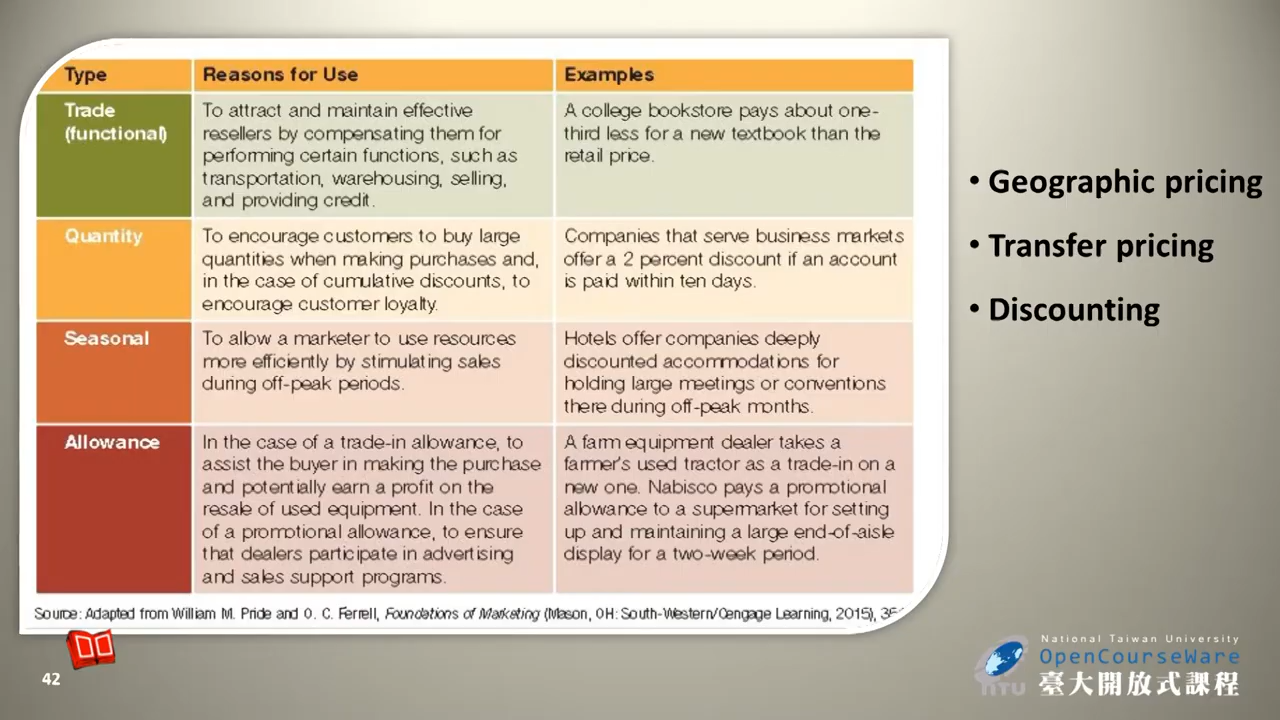 Type
Reasons for Use
Examples
Trade
(functional)
To attract and maintain effective
resellers by compensating them for
performing certain functions, such as
transportation, warehousing, selling,
and providing credit.
A college bookstore pays about one-
third less for a new textbook than the
retail price.
Quantity
To encourage customers to buy large
quantities when making purchases and,
in the case of cumulative discounts, to
encourage customer loyalty.
Companies that serve business markets
offer a 2 percent discount if an account
is paid within ten days.
Seasonal
To allow a marketer to use resources
more efficiently by stimulating sales
during off-peak periods.
Hotels offer companies deeply
discounted accommodations for
holding large meetings or conventions
there during off-peak months.
Allowance
In the case of a trade-in allowance, to
assist the buyer in making the purchase
and potentially earn a profit on the
resale of used equipment. In the case
of a promotional allowance, to ensure
that dealers participate in advertising
and sales support programs.
A farm equipment dealer takes a
farmer's used tractor as a trade-in on a
new one. Nabisco pays a promotional
allowance to a supermarket for setting
up and maintaining a large end-of-aisle
display for a two-week period.
Source: Adapted from William M. Pride and O. C. Ferrell, Foundations of Marketing (Mason, OH: South-Western/Cengage Learning, 2015),
• Geographic pricing
• Transfer pricing
• Discounting
42
National Taiwan University
OpenCourseWare
NTU
臺大開放式課程